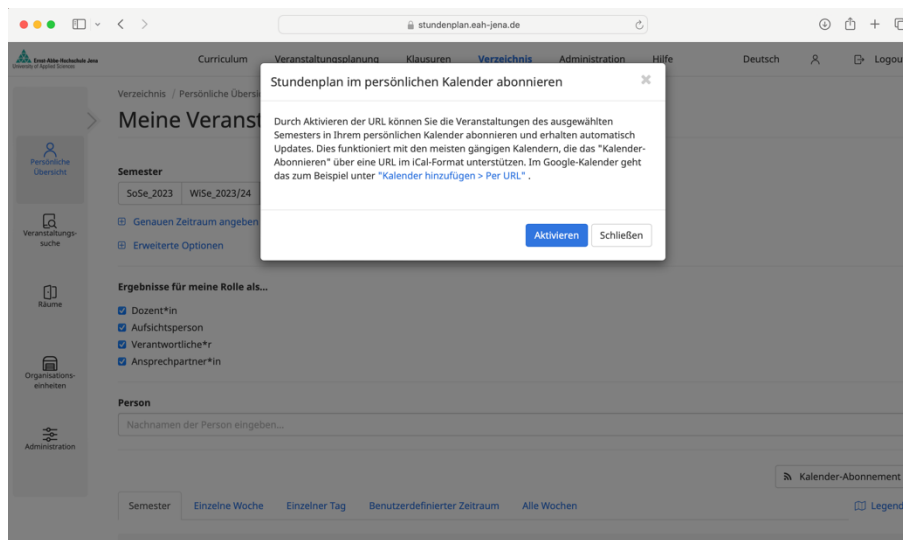 stundenplan.eah-jena.de
Ernst-Abbe-Hochschule Jena
University of Applied Sciences
Curriculum Veranstaltungsplanung Klausuren Verzeichnis Administration Hilfe Deutsch Logou
Verzeichnis / Persönliche Übersi
Meine Veranst
Stundenplan im persönlichen Kalender abonnieren
Durch Aktivieren der URL können Sie die Veranstaltungen des ausgewählten
Semesters in Ihrem persönlichen Kalender abonnieren und erhalten automatisch
Updates. Dies funktioniert mit den meisten gängigen Kalendern, die das "Kalender-
Abonnieren" über eine URL im iCal-Format unterstützen. Im Google-Kalender geht
das zum Beispiel unter "Kalender hinzufügen > Per URL" .
Aktivieren Schließen
Persönliche
Übersicht
Veranstaltungs-
suche
Räume
Organisations-
einheiten
Administration
Semester
SoSe_2023 WiSe_2023/24
Genauen Zeitraum angeben
Erweiterte Optionen
Ergebnisse für meine Rolle als...
Dozent*in
Aufsichtsperson
Verantwortliche*r
Ansprechpartner*in
Person
Nachnamen der Person eingeben...
Kalender-Abonnement
Semester Einzelne Woche Einzelner Tag Benutzerdefinierter Zeitraum Alle Wochen Legend